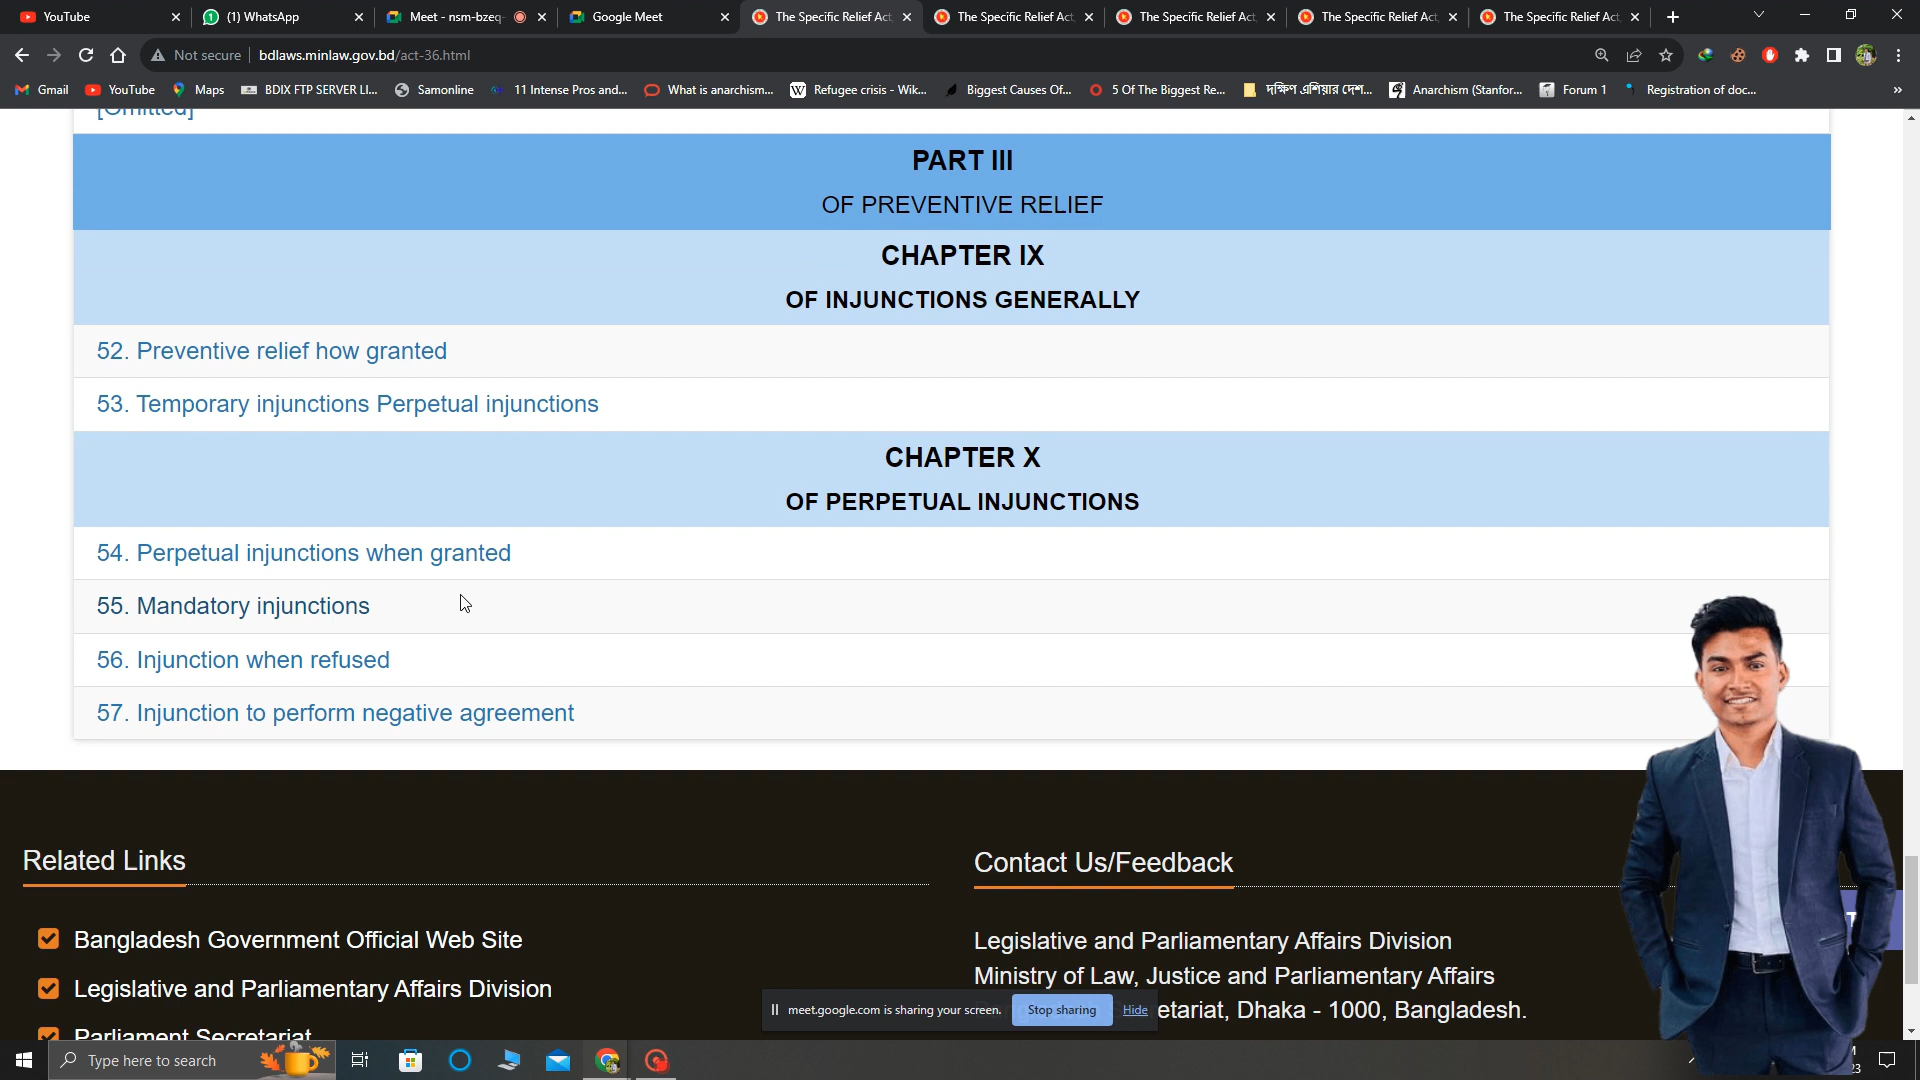 YouTube
(1) WhatsApp
Meet - nsm-bzeq-
Google Meet
The Specific Relief Act,
The Specific Relief Act,
The Specific Relief Act,
The Specific Relief Act,
The Specific Relief Act,
Not secure
bdlaws.minlaw.gov.bd/act-36.html
Gmail
YouTube
Maps
BDIX FTP SERVER LI...
Samonline
11 Intense Pros and...
What is anarchism...
Refugee crisis - Wik...
Biggest Causes Of...
5 Of The Biggest Re...
দক্ষিণ এশিয়ার দেশ...
Anarchism (Stanfor...
Forum 1
Registration of doc...
»
[Omitted]
PART III
OF PREVENTIVE RELIEF
CHAPTER IX
OF INJUNCTIONS GENERALLY
52. Preventive relief how granted
53. Temporary injunctions Perpetual injunctions
CHAPTER X
OF PERPETUAL INJUNCTIONS
54. Perpetual injunctions when granted
55. Mandatory injunctions
56. Injunction when refused
57. Injunction to perform negative agreement
Related Links
Bangladesh Government Official Web Site
Legislative and Parliamentary Affairs Division
Parliament Secretariat
Contact Us/Feedback
Legislative and Parliamentary Affairs Division
Ministry of Law, Justice and Parliamentary Affairs
etariat, Dhaka - 1000, Bangladesh.
meet.google.com is sharing your screen.
Stop sharing
Hide
Type here to search